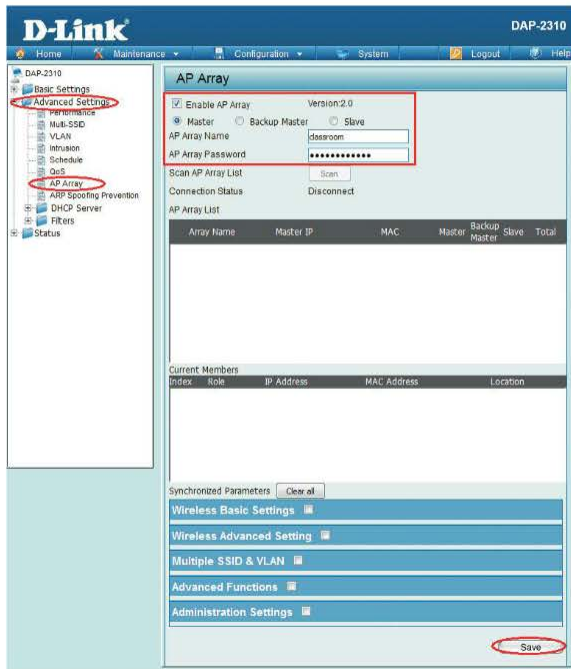 D-Link
DAP-2310
Home Maintenance Configuration System Logout Help
DAP-2310
Basic Settings
Advanced Settings
Performance
Multi-SSID
VLAN
Intrusion
Schedule
QoS
AP Array
ARP Spoofing Prevention
DHCP Server
Filters
Status
AP Array
Enable AP Array Version:2.0
Master Backup Master Slave
AP Array Name classroom
AP Array Password ••••••••••••
Scan AP Array List Scan
Connection Status Disconnect
AP Array List
Array Name Master IP MAC Master Backup Master Slave Total
Current Members
Index Role IP Address MAC Address Location
Synchronized Parameters Clear all
Wireless Basic Settings
Wireless Advanced Setting
Multiple SSID & VLAN
Advanced Functions
Administration Settings
Save